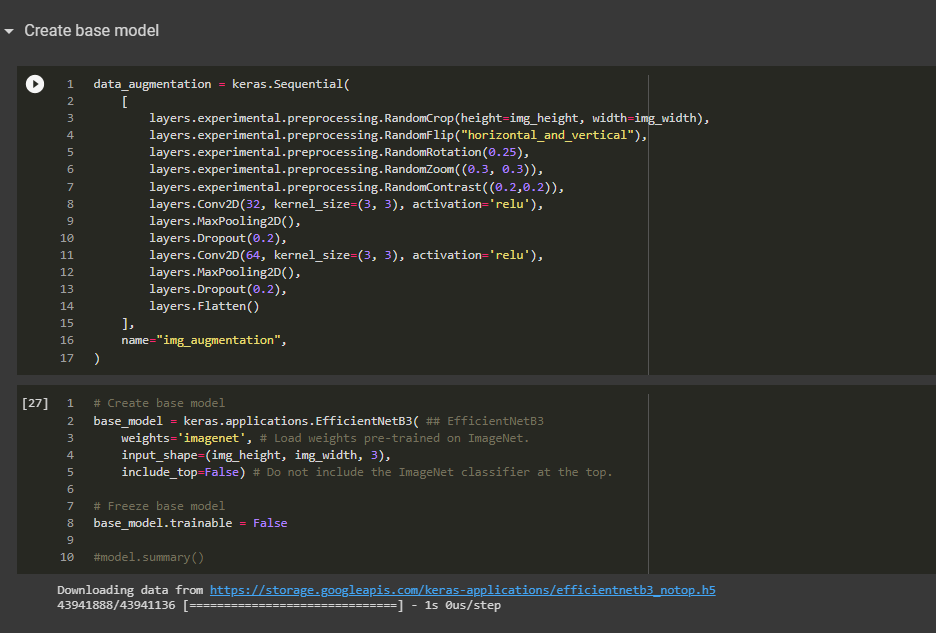 Create base model
1 data_augmentation = keras.Sequential(
2 [
3 layers.experimental.preprocessing.RandomCrop(height=img_height, width=img_width),
4 layers.experimental.preprocessing.RandomFlip("horizontal_and_vertical"),
5 layers.experimental.preprocessing.RandomRotation(0.25),
6 layers.experimental.preprocessing.RandomZoom((0.3, 0.3)),
7 layers.experimental.preprocessing.RandomContrast((0.2,0.2)),
8 layers.Conv2D(32, kernel_size=(3, 3), activation='relu'),
9 layers.MaxPooling2D(),
10 layers.Dropout(0.2),
11 layers.Conv2D(64, kernel_size=(3, 3), activation='relu'),
12 layers.MaxPooling2D(),
13 layers.Dropout(0.2),
14 layers.Flatten()
15 ],
16 name="img_augmentation",
17 )
[27] 1 # Create base model
2 base_model = keras.applications.EfficientNetB3( ## EfficientNetB3
3 weights='imagenet', # Load weights pre-trained on ImageNet.
4 input_shape=(img_height, img_width, 3),
5 include_top=False) # Do not include the ImageNet classifier at the top.
6
7 # Freeze base model
8 base_model.trainable = False
9
10 #model.summary()
Downloading data from https://storage.googleapis.com/keras-applications/efficientnetb3_notop.h5
43941888/43941136 [==============================] - 1s 0us/step